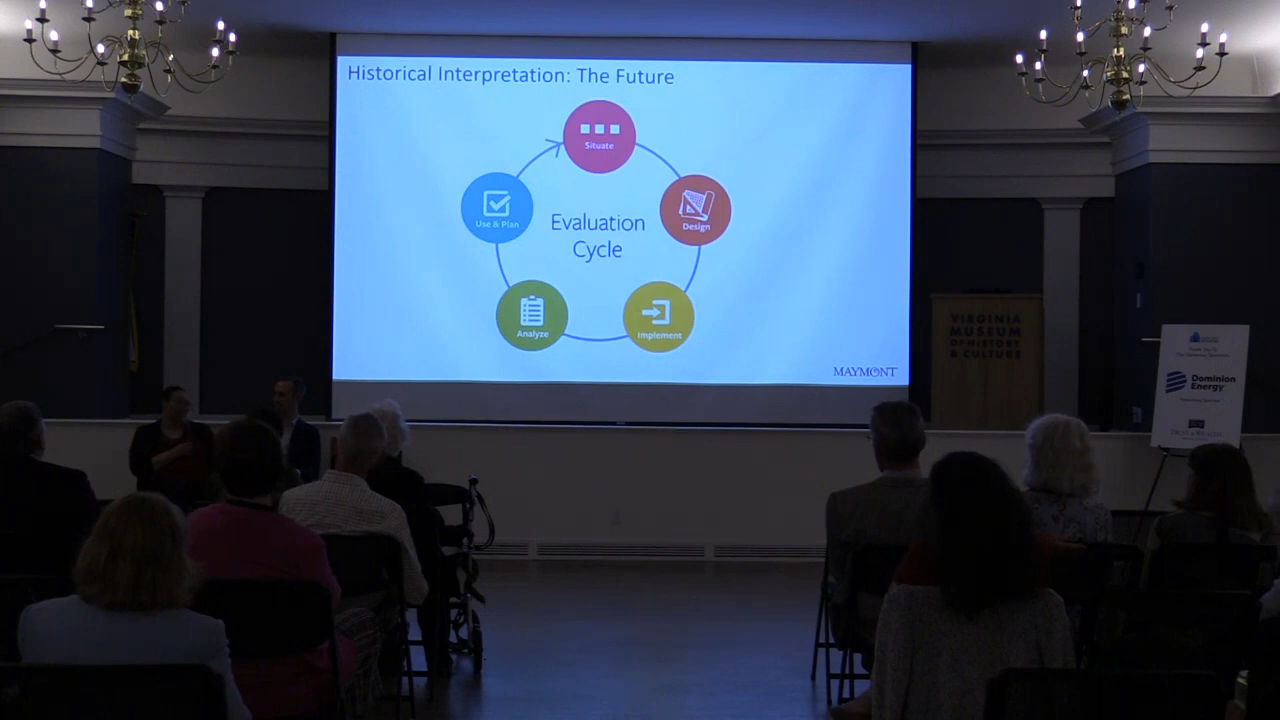 Historical Interpretation: The Future
Situate
Design
Implement
Analyze
Use & Plan
Evaluation
Cycle
MAYMONT
VIRGINIA
MUSEUM
OF HISTORY
& CULTURE
Dominion
Energy